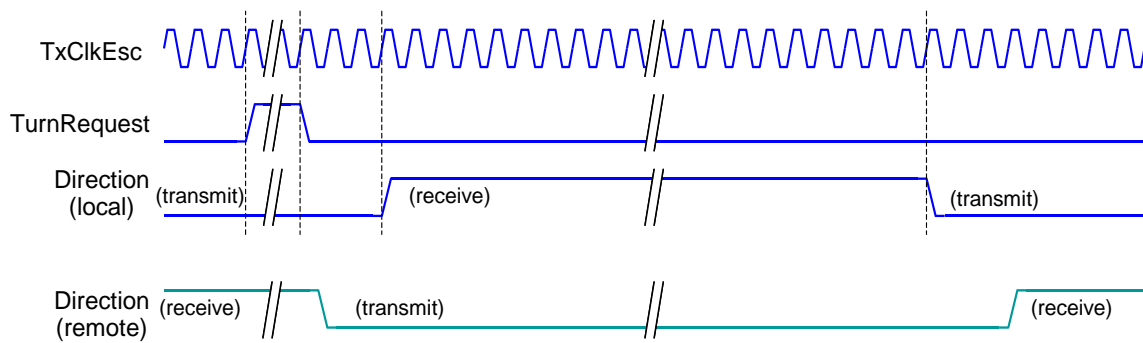 TxClkEsc
TurnRequest
Direction
(local)
(transmit)
(receive)
(transmit)
Direction
(remote)
(receive)
(transmit)
(receive)